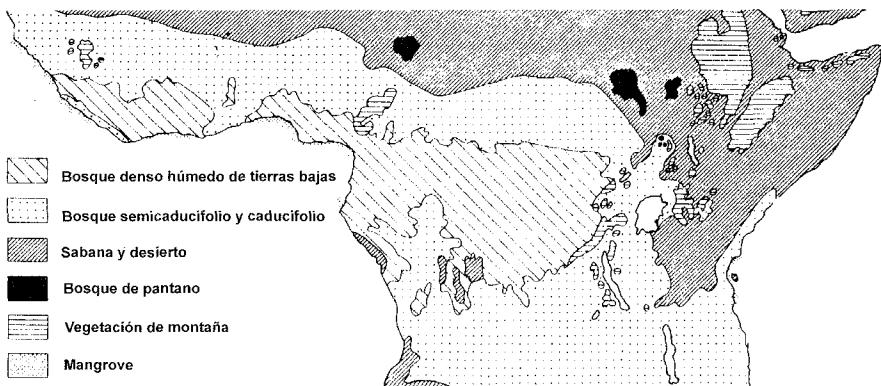 Bosque denso húmedo de tierras bajas
Bosque semicaducifolio y caducifolio
Sabana y desierto
Bosque de pantano
Vegetación de montaña
Mangrove